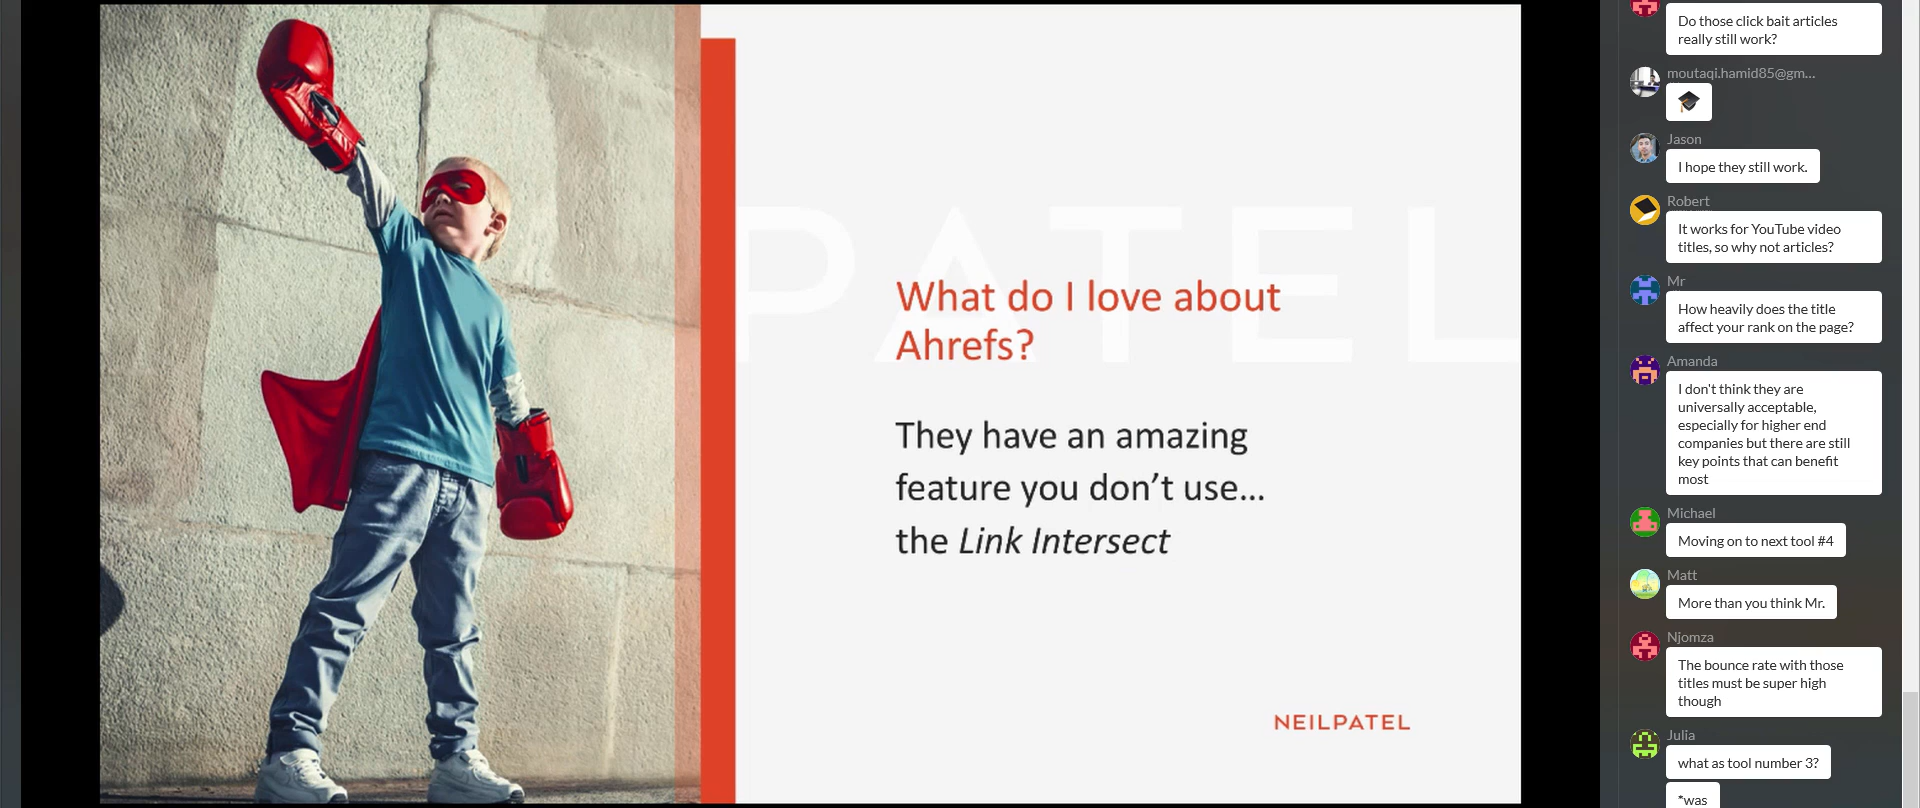 PATEL
What do I love about
Ahrefs?
They have an amazing
feature you don’t use...
the Link Intersect
NEILPATEL
Do those click bait articles
really still work?
moutaqi.hamid85@gm...
Jason
I hope they still work.
Robert
It works for YouTube video
titles, so why not articles?
Mr
How heavily does the title
affect your rank on the page?
Amanda
I don't think they are
universally acceptable,
especially for higher end
companies but there are still
key points that can benefit
most
Michael
Moving on to next tool #4
Matt
More than you think Mr.
Njomza
The bounce rate with those
titles must be super high
though
Julia
what as tool number 3?
*was